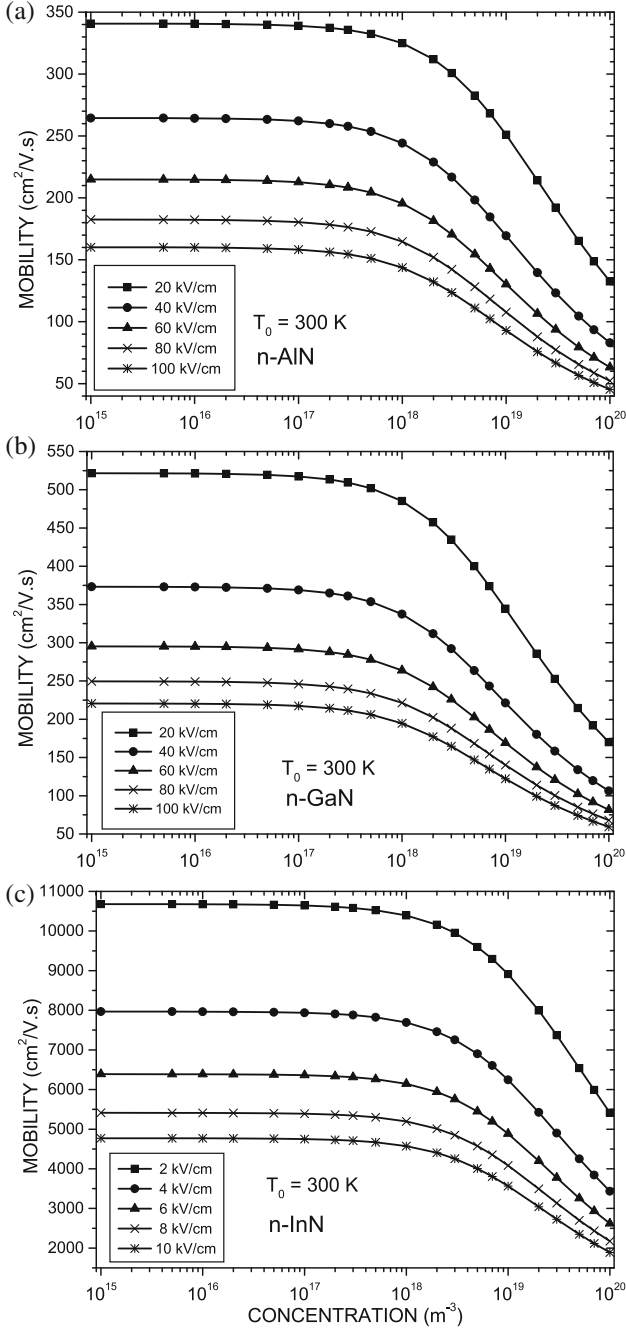 (a)
350
300
250
200
150
100
50
MOBILITY (cm²/V.s)
20 kV/cm
40 kV/cm
60 kV/cm
80 kV/cm
100 kV/cm
T₀ = 300 K
n-AlN
10¹⁵ 10¹⁶ 10¹⁷ 10¹⁸ 10¹⁹ 10²⁰
(b)
550
500
450
400
350
300
250
200
150
100
50
MOBILITY (cm²/V.s)
20 kV/cm
40 kV/cm
60 kV/cm
80 kV/cm
100 kV/cm
T₀ = 300 K
n-GaN
10¹⁵ 10¹⁶ 10¹⁷ 10¹⁸ 10¹⁹ 10²⁰
(c)
11000
10000
9000
8000
7000
6000
5000
4000
3000
2000
MOBILITY (cm²/V.s)
2 kV/cm
4 kV/cm
6 kV/cm
8 kV/cm
10 kV/cm
T₀ = 300 K
n-InN
10¹⁵ 10¹⁶ 10¹⁷ 10¹⁸ 10¹⁹ 10²⁰
CONCENTRATION (m⁻³)